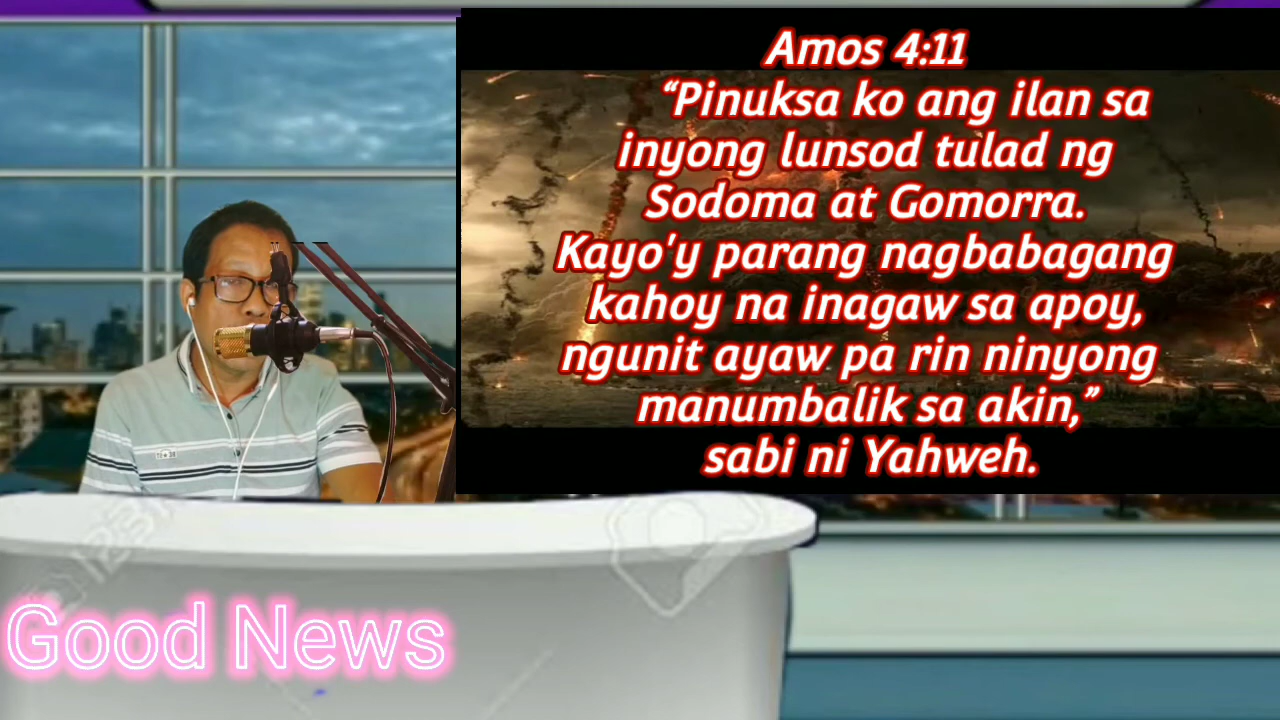 Amos 4:11
“Pinuksa ko ang ilan sa
inyong lunsod tulad ng
Sodoma at Gomorra.
Kayo'y parang nagbabagang
kahoy na inagaw sa apoy,
ngunit ayaw pa rin ninyong
manumbalik sa akin,”
sabi ni Yahweh.
Good News